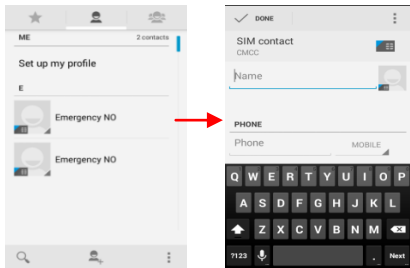 ME 2 contacts
Set up my profile
E
Emergency NO
Emergency NO
DONE
SIM contact
CMCC
Name
PHONE
Phone MOBILE
Q W E R T Y U I O P
A S D F G H J K L
Z X C V B N M
?123 . Next